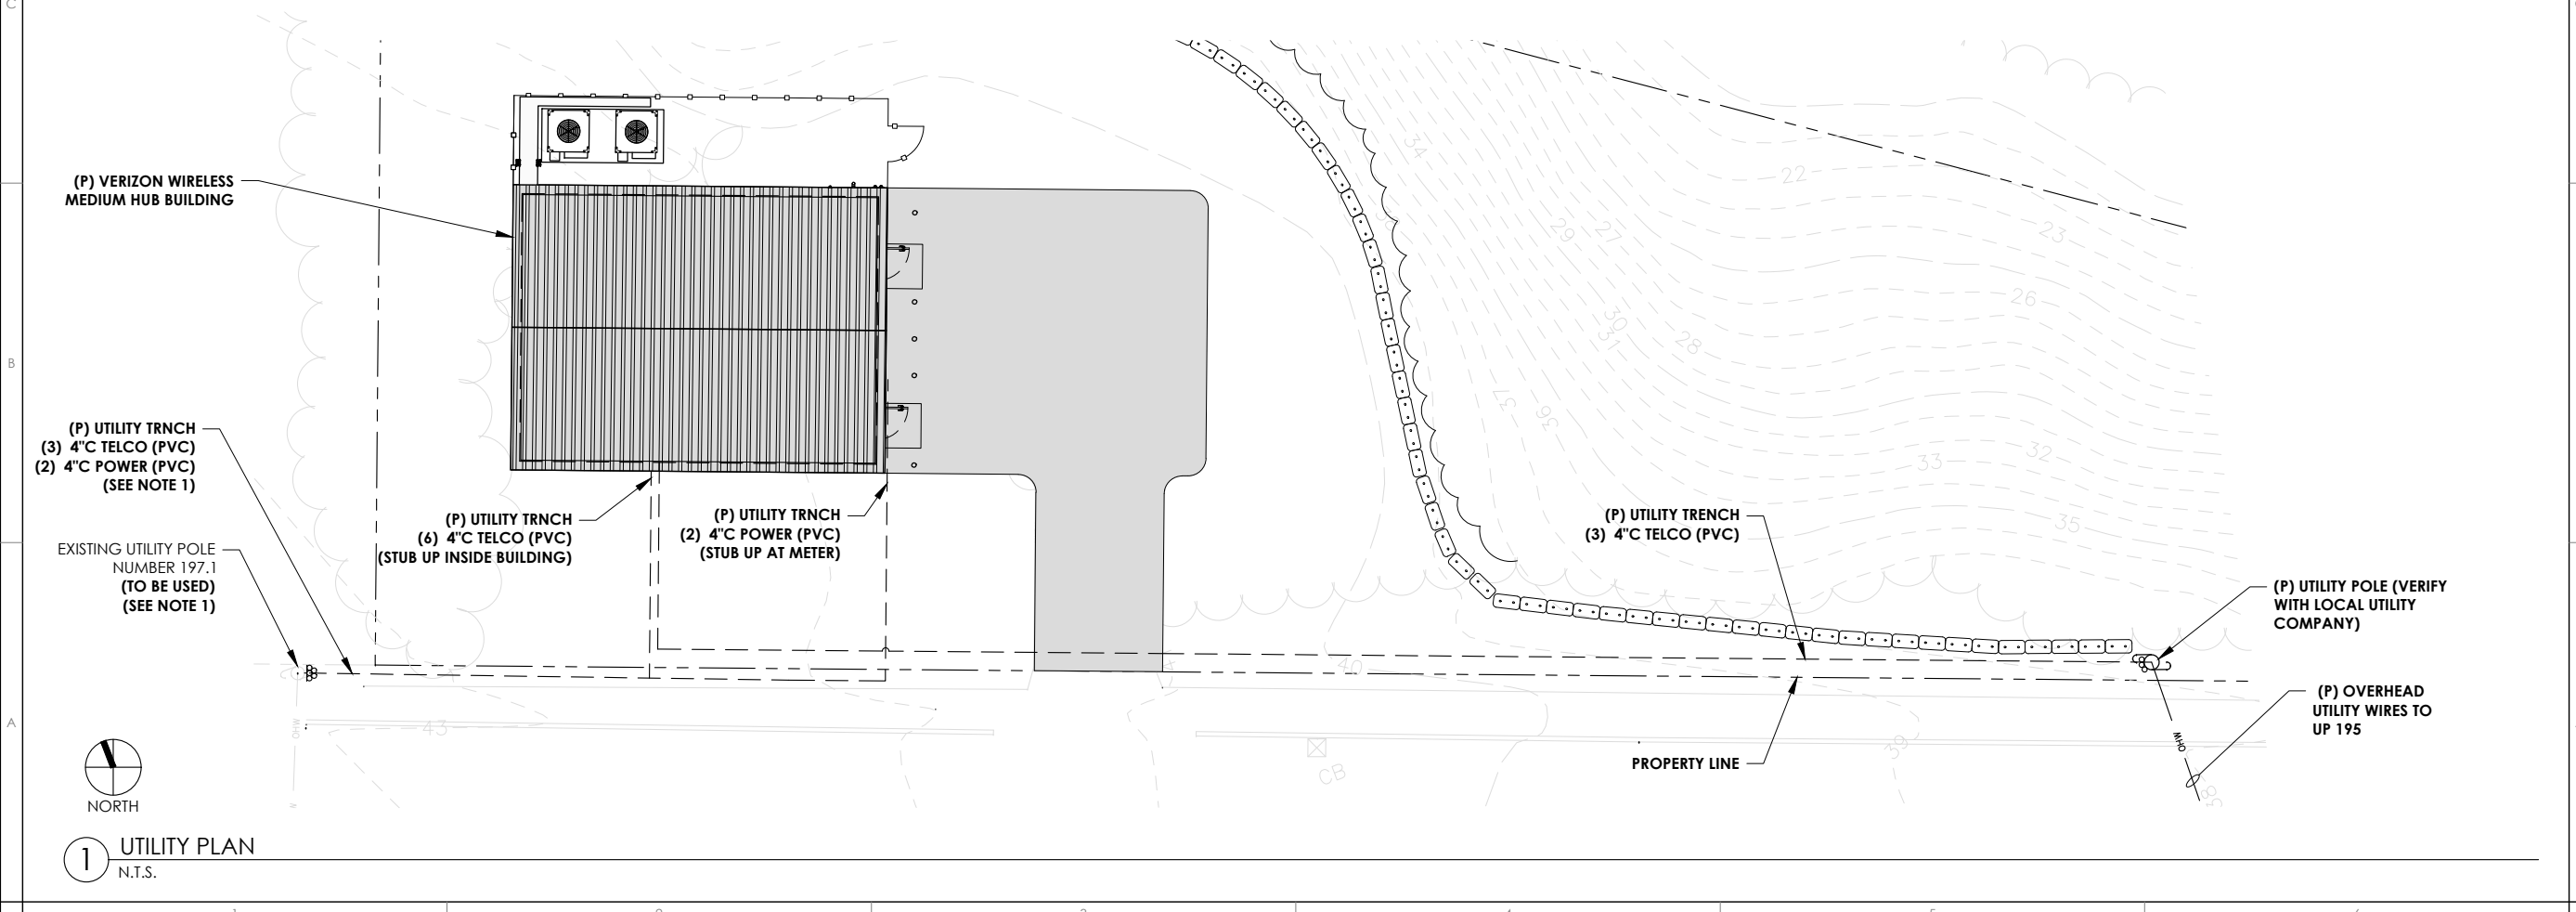 C
B
A
(P) VERIZON WIRELESS
MEDIUM HUB BUILDING
(P) UTILITY TRNCH
(3) 4"C TELCO (PVC)
(2) 4"C POWER (PVC)
(SEE NOTE 1)
EXISTING UTILITY POLE
NUMBER 197.1
(TO BE USED)
(SEE NOTE 1)
(P) UTILITY TRNCH
(6) 4"C TELCO (PVC)
(STUB UP INSIDE BUILDING)
(P) UTILITY TRNCH
(2) 4"C POWER (PVC)
(STUB UP AT METER)
(P) UTILITY TRENCH
(3) 4"C TELCO (PVC)
(P) UTILITY POLE (VERIFY
WITH LOCAL UTILITY
COMPANY)
(P) OVERHEAD
UTILITY WIRES TO
UP 195
PROPERTY LINE
34
22
23
29
27
26
30
31
28
37
36
33
32
35
40
43
39
38
CB
OHW
OHW
NORTH
1
UTILITY PLAN
N.T.S.